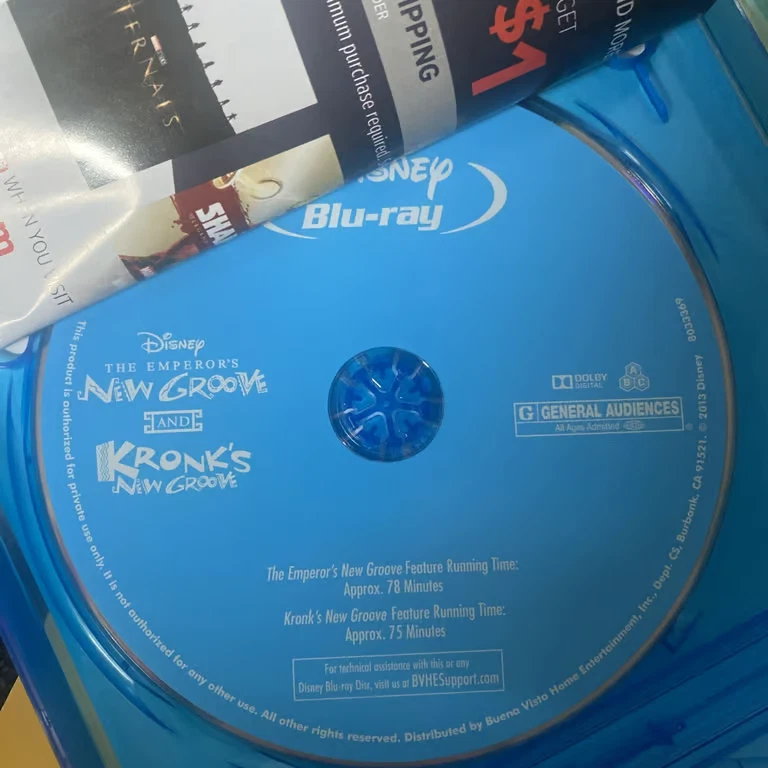 ETERNALS
WHEN YOU VISIT
m
imum purchase required.
DER
IPPING
GET
$1
D MORE
SHA
DISNEY
Blu-ray
DISNEY
THE EMPEROR'S
NEW GROOVE
AND
KRONK'S
NEW GROOVE
DOLBY
DIGITAL
A
B C
G GENERAL AUDIENCES
All Ages Admitted ®
The Emperor's New Groove Feature Running Time:
Approx. 78 Minutes
Kronk's New Groove Feature Running Time:
Approx. 75 Minutes
For technical assistance with this or any
Disney Blu-ray Disc, visit us at BVHESupport.com
This product is authorized for private use only. It is not authorized for any other use. All other rights reserved. Distributed by Buena Vista Home Entertainment, Inc., Dept. CS, Burbank, CA 91521. © 2013 Disney 8033369